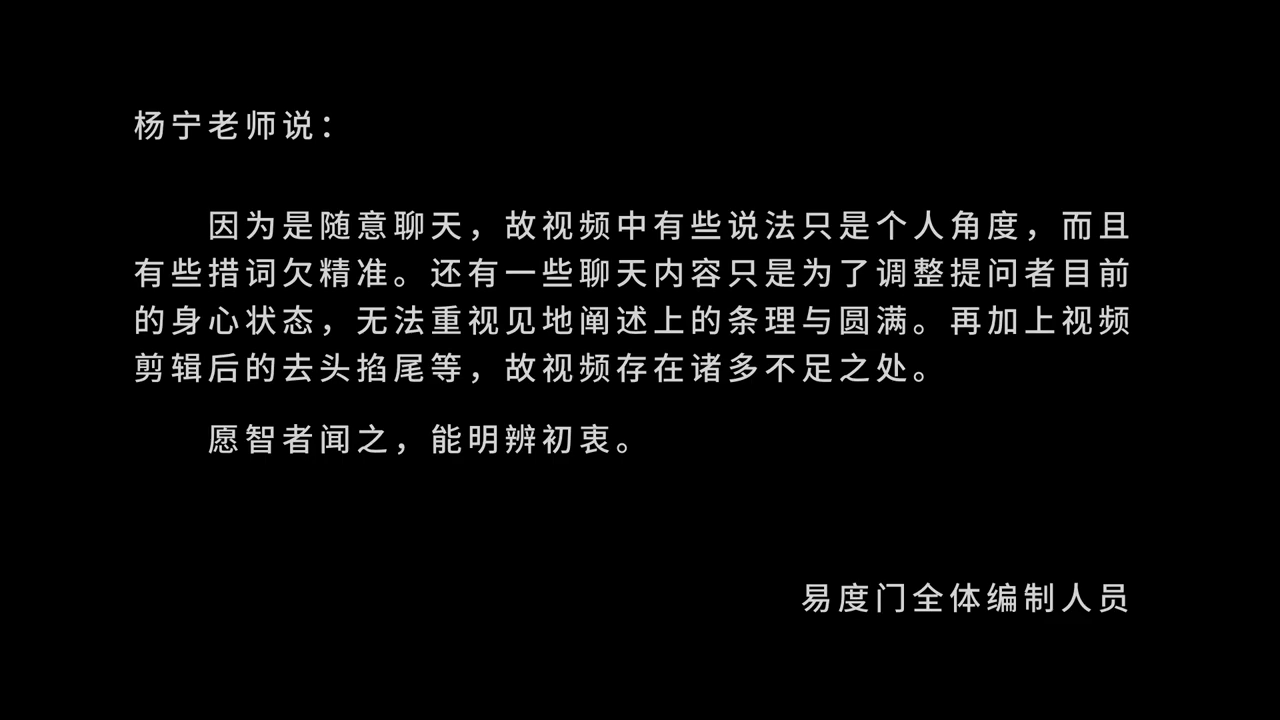 杨宁老师说：
因为是随意聊天，故视频中有些说法只是个人角度，而且
有些措词欠精准。还有一些聊天内容只是为了调整提问者目前
的身心状态，无法重视见地阐述上的条理与圆满。再加上视频
剪辑后的去头掐尾等，故视频存在诸多不足之处。
愿智者闻之，能明辨初衷。
易度门全体编制人员